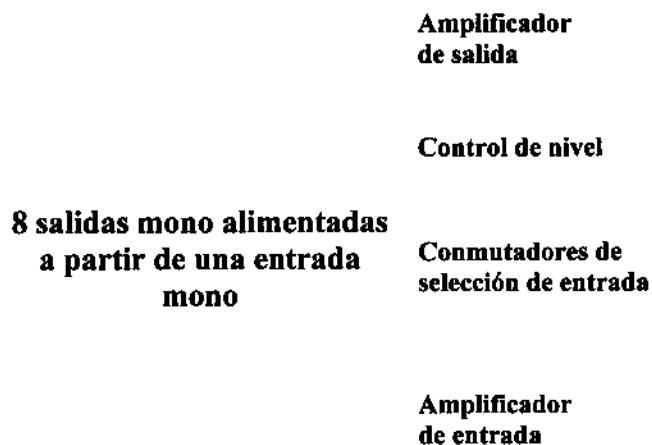 Amplificador
de salida
Control de nivel
8 salidas mono alimentadas
a partir de una entrada
mono
Conmutadores de
selección de entrada
Amplificador
de entrada